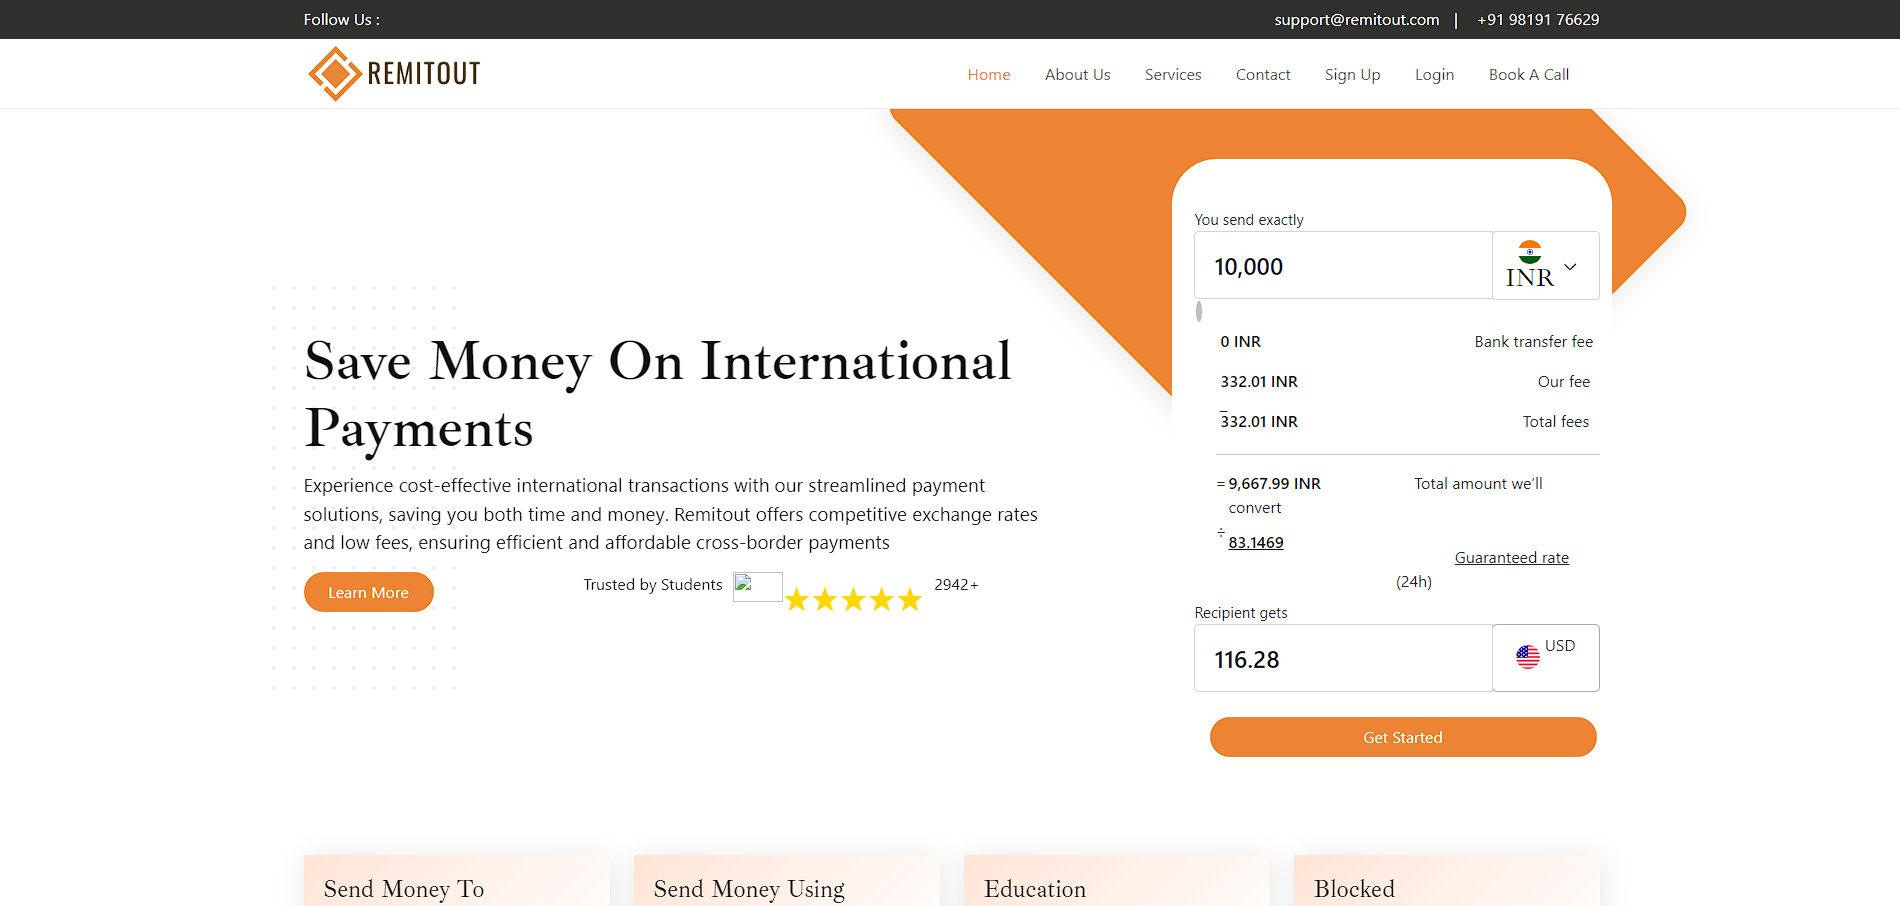 Follow Us :
support@remitout.com | +91 98191 76629
REMITOUT
Home About Us Services Contact Sign Up Login Book A Call
Save Money On International
Payments
Experience cost-effective international transactions with our streamlined payment
solutions, saving you both time and money. Remitout offers competitive exchange rates
and low fees, ensuring efficient and affordable cross-border payments
Learn More
Trusted by Students
2942+
You send exactly
10,000
INR
0 INR Bank transfer fee
332.01 INR Our fee
– 332.01 INR Total fees
= 9,667.99 INR Total amount we’ll
convert
÷ 83.1469
Guaranteed rate
(24h)
Recipient gets
116.28
USD
Get Started
Send Money To
Send Money Using
Education
Blocked